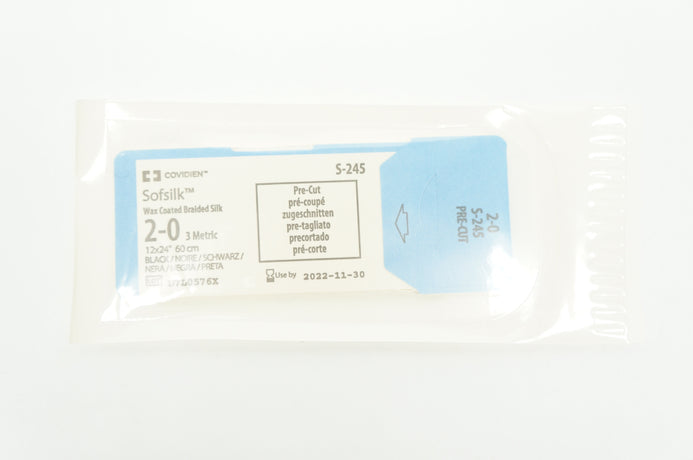 COVIDIEN™
S-245
Sofsilk™
Wax Coated Braided Silk
2-0 3 Metric
12x24" 60 cm
BLACK/NOIRE/SCHWARZ/
NERA/NEGRA/PRETA
Pre-Cut
pré-coupé
zugeschnitten
pre-tagliato
precortado
pré-corte
Use by 2022-11-30
2-0
S-245
PRE-CUT